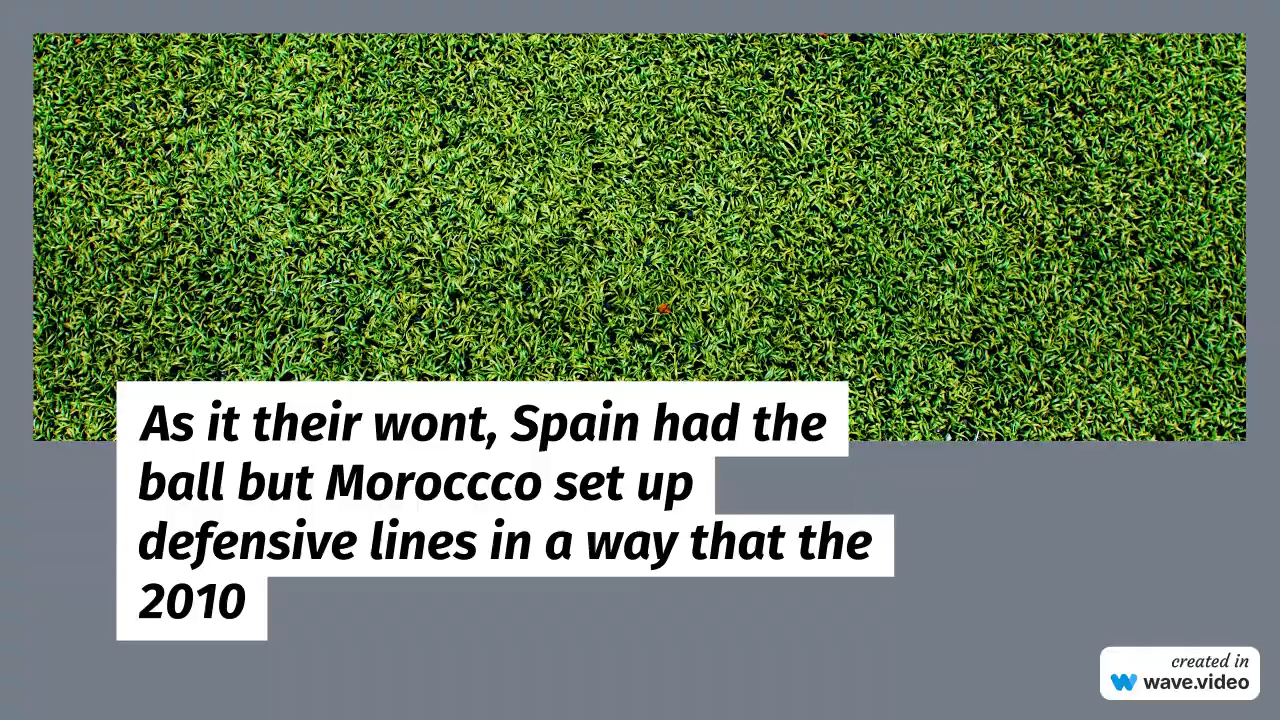 As it their wont, Spain had the
ball but Moroccco set up
defensive lines in a way that the
2010
created in
wave.video